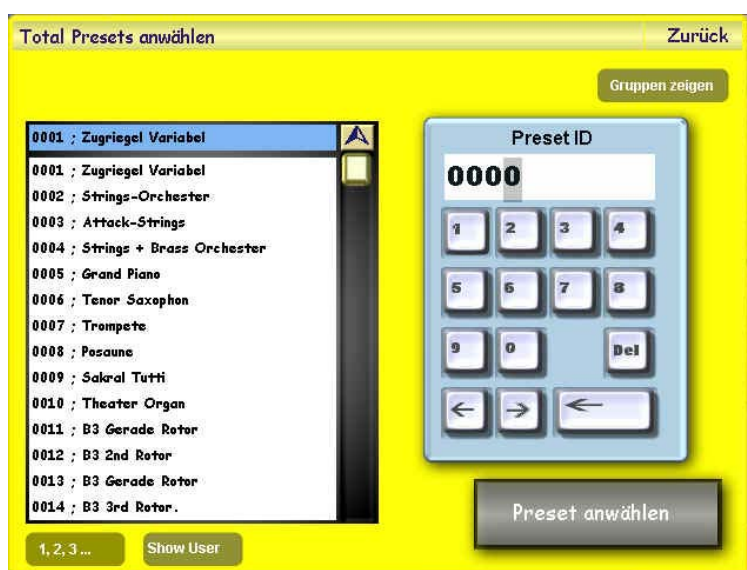 Total Presets anwählen
Zurück
Gruppen zeigen
0001 ; Zugriegel Variabel
0001 ; Zugriegel Variabel
0002 ; Strings-Orchester
0003 ; Attack-Strings
0004 ; Strings + Brass Orchester
0005 ; Grand Piano
0006 ; Tenor Saxophon
0007 ; Trompete
0008 ; Posaune
0009 ; Sakral Tutti
0010 ; Theater Organ
0011 ; B3 Gerade Rotor
0012 ; B3 2nd Rotor
0013 ; B3 Gerade Rotor
0014 ; B3 3rd Rotor.
1, 2, 3 ...
Show User
Preset ID
0000
1 2 3 4
5 6 7 8
9 0 Del
← → ←
Preset anwählen